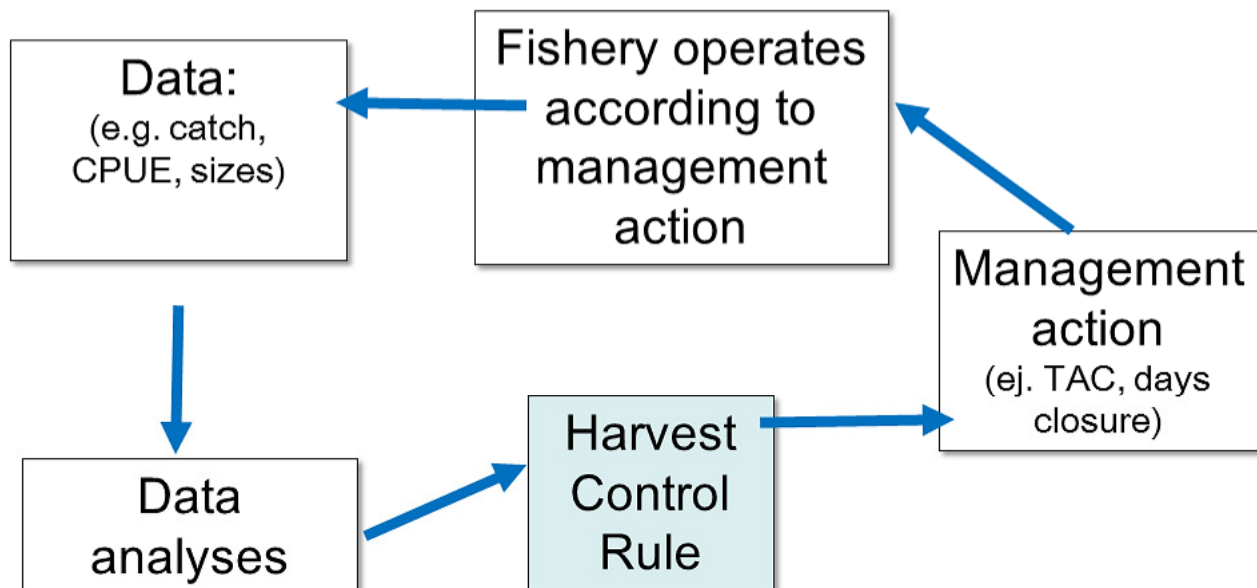 Data:
(e.g. catch,
CPUE, sizes)
Fishery operates
according to
management
action
Management
action
(ej. TAC, days
closure)
Harvest
Control
Rule
Data
analyses